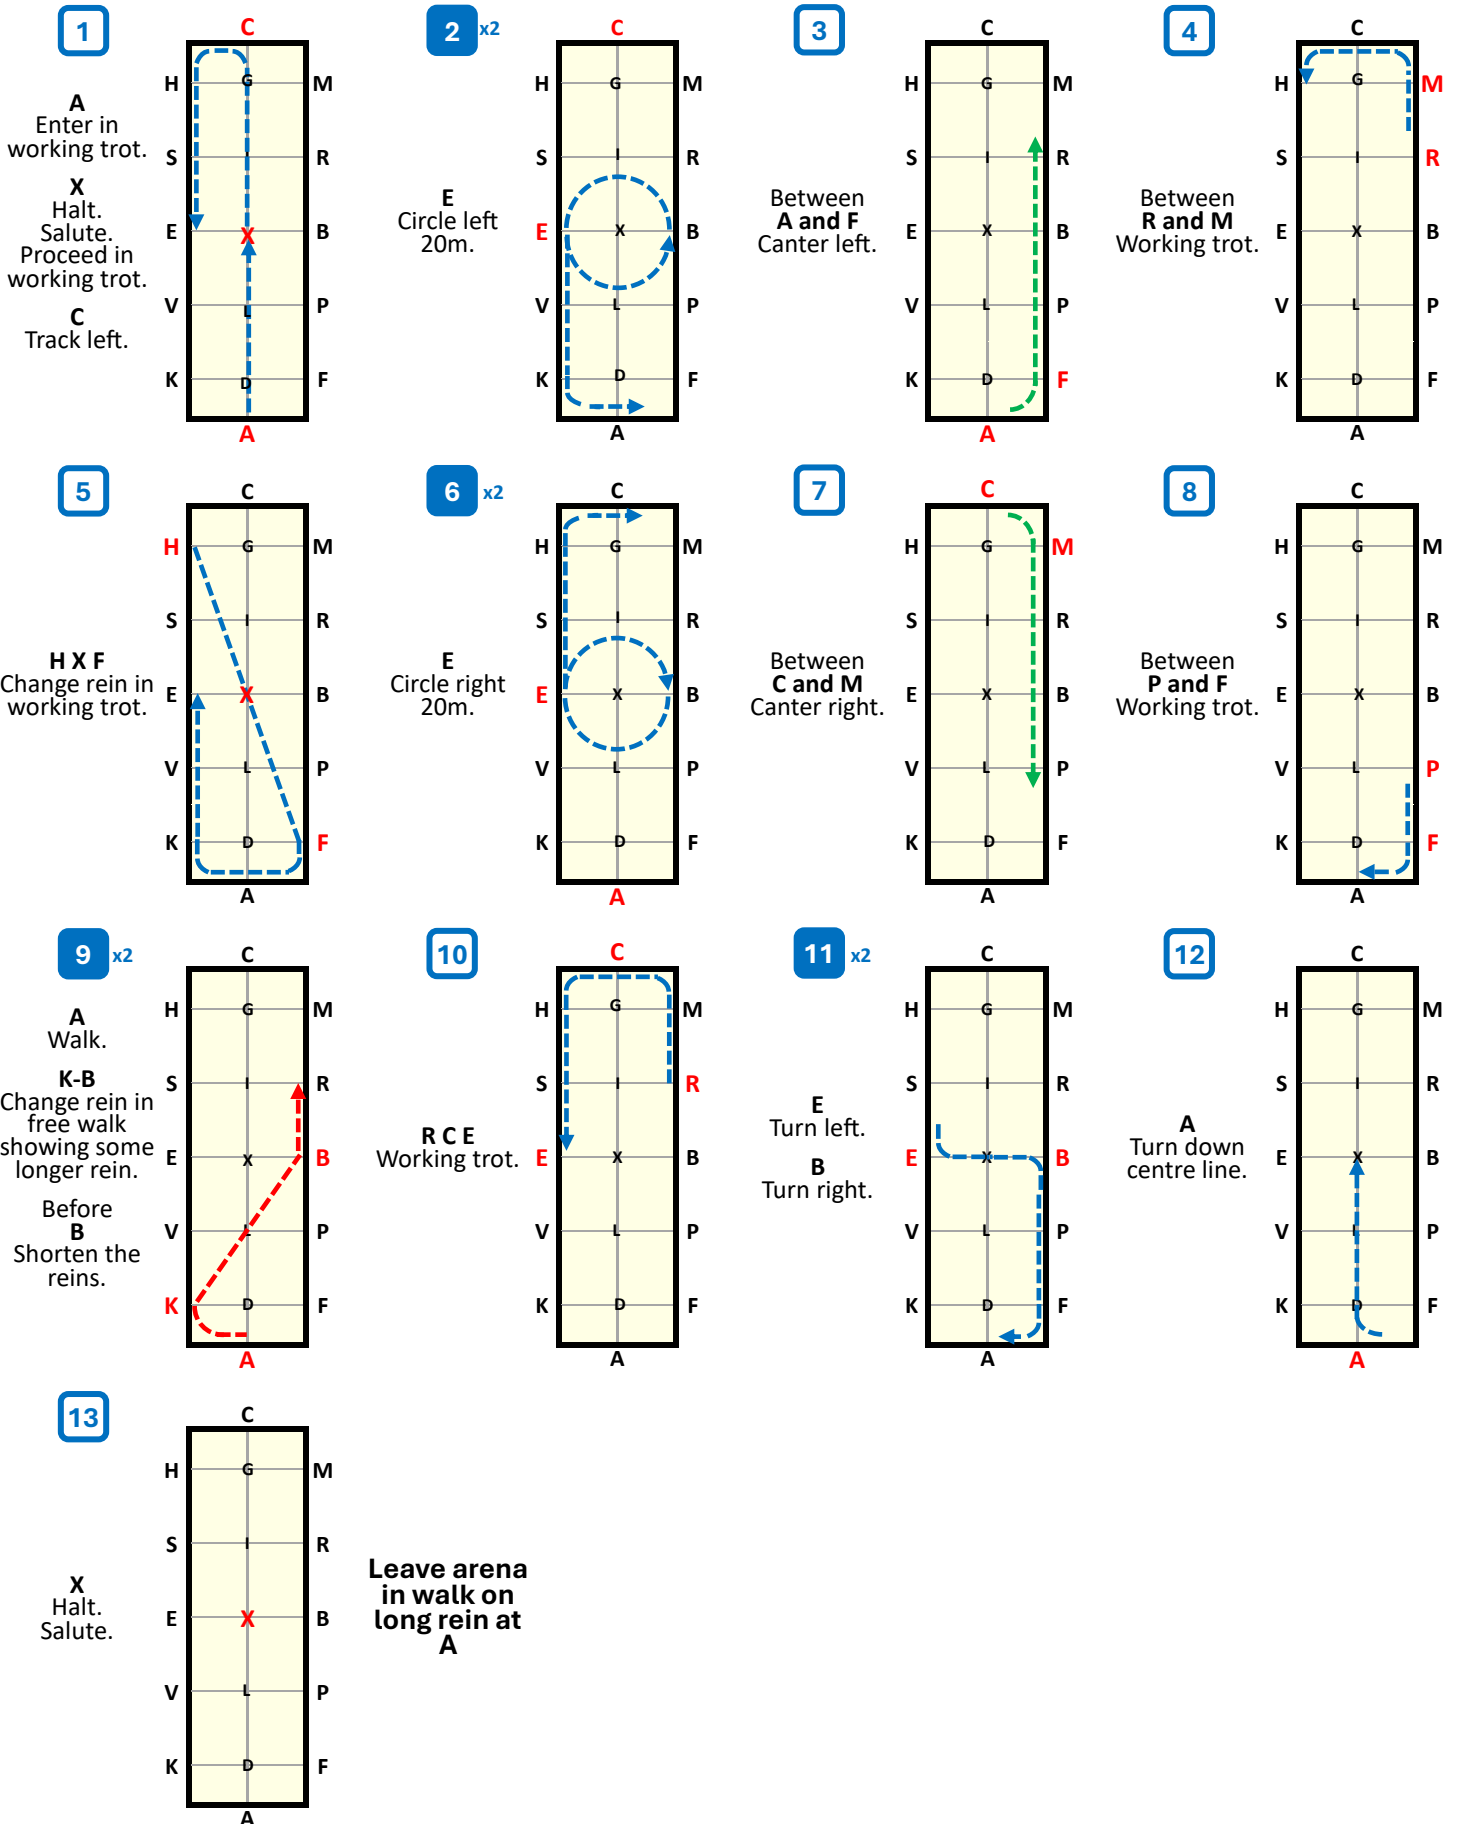 1
A
Enter in
working trot.
X
Halt.
Salute.
Proceed in
working trot.
C
Track left.
C
H G M
S I R
E X B
V L P
K D F
A
2 x2
E
Circle left
20m.
C
H G M
S I R
E X B
V L P
K D F
A
3
Between
A and F
Canter left.
C
H G M
S I R
E X B
V L P
K D F
A
4
Between
R and M
Working trot.
C
H G M
S I R
E X B
V L P
K D F
A
5
H X F
Change rein in
working trot.
C
H G M
S I R
E X B
V L P
K D F
A
6 x2
E
Circle right
20m.
C
H G M
S I R
E X B
V L P
K D F
A
7
Between
C and M
Canter right.
C
H G M
S I R
E X B
V L P
K D F
A
8
Between
P and F
Working trot.
C
H G M
S I R
E X B
V L P
K D F
A
9 x2
A
Walk.
K-B
Change rein in
free walk
showing some
longer rein.
Before
B
Shorten the
reins.
C
H G M
S I R
E X B
V L P
K D F
A
10
R C E
Working trot.
C
H G M
S I R
E X B
V L P
K D F
A
11 x2
E
Turn left.
B
Turn right.
C
H G M
S I R
E X B
V L P
K D F
A
12
A
Turn down
centre line.
C
H G M
S I R
E X B
V L P
K D F
A
13
X
Halt.
Salute.
C
H G M
S I R
E X B
V L P
K D F
A
Leave arena
in walk on
long rein at
A